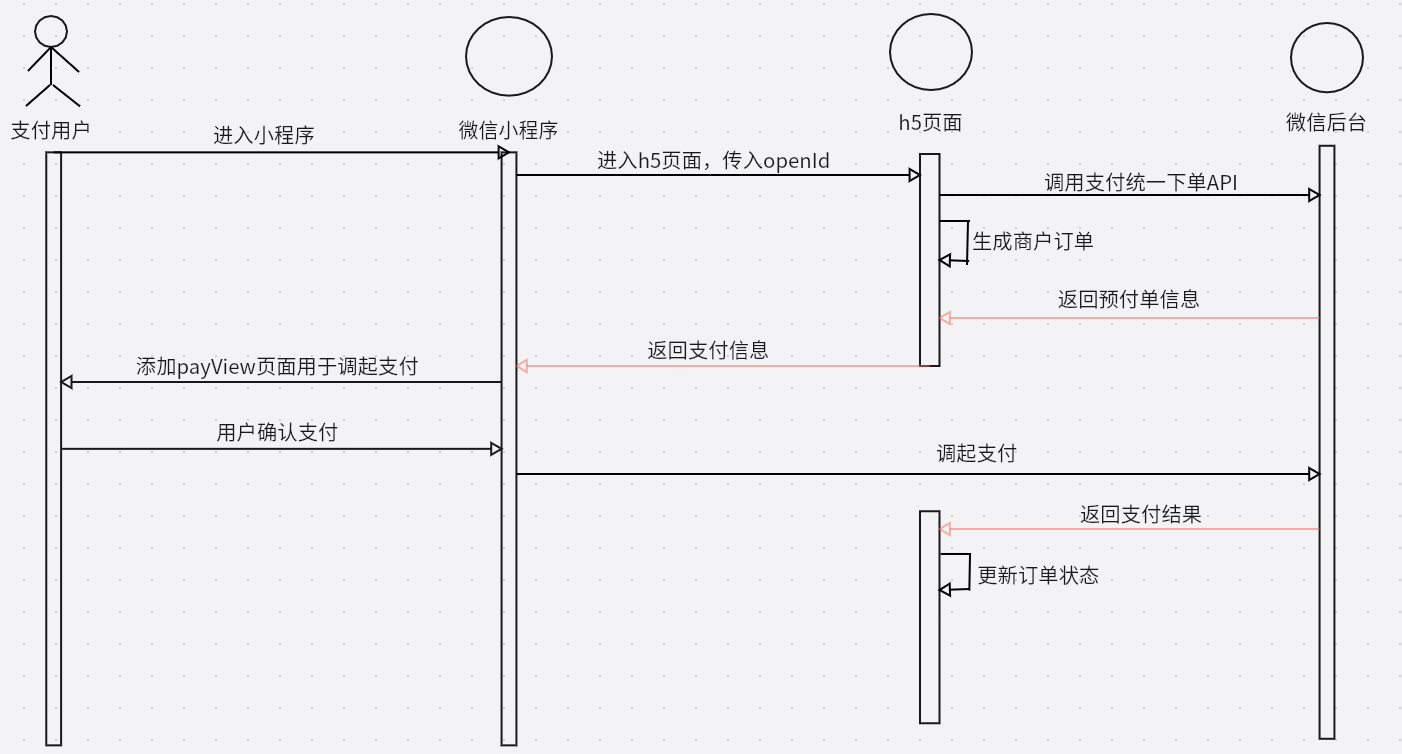 支付用户
微信小程序
h5页面
微信后台
进入小程序
进入h5页面，传入openId
调用支付统一下单API
生成商户订单
返回预付单信息
返回支付信息
添加payView页面用于调起支付
用户确认支付
调起支付
返回支付结果
更新订单状态